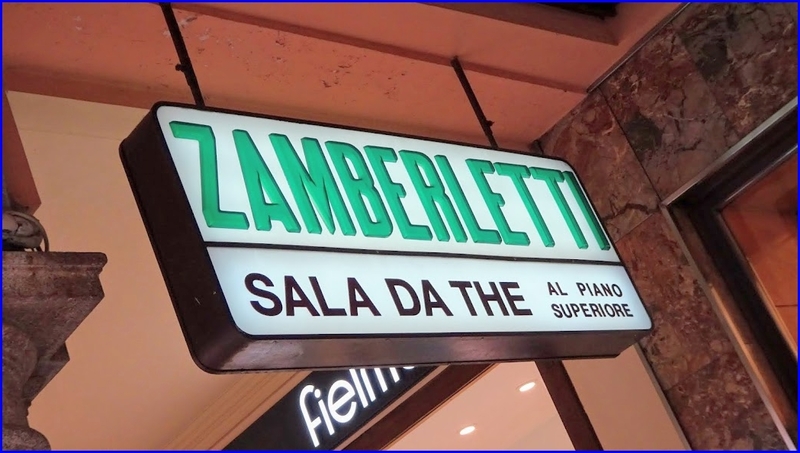 ZAMBERLETTI
SALA DA THE
AL PIANO
SUPERIORE